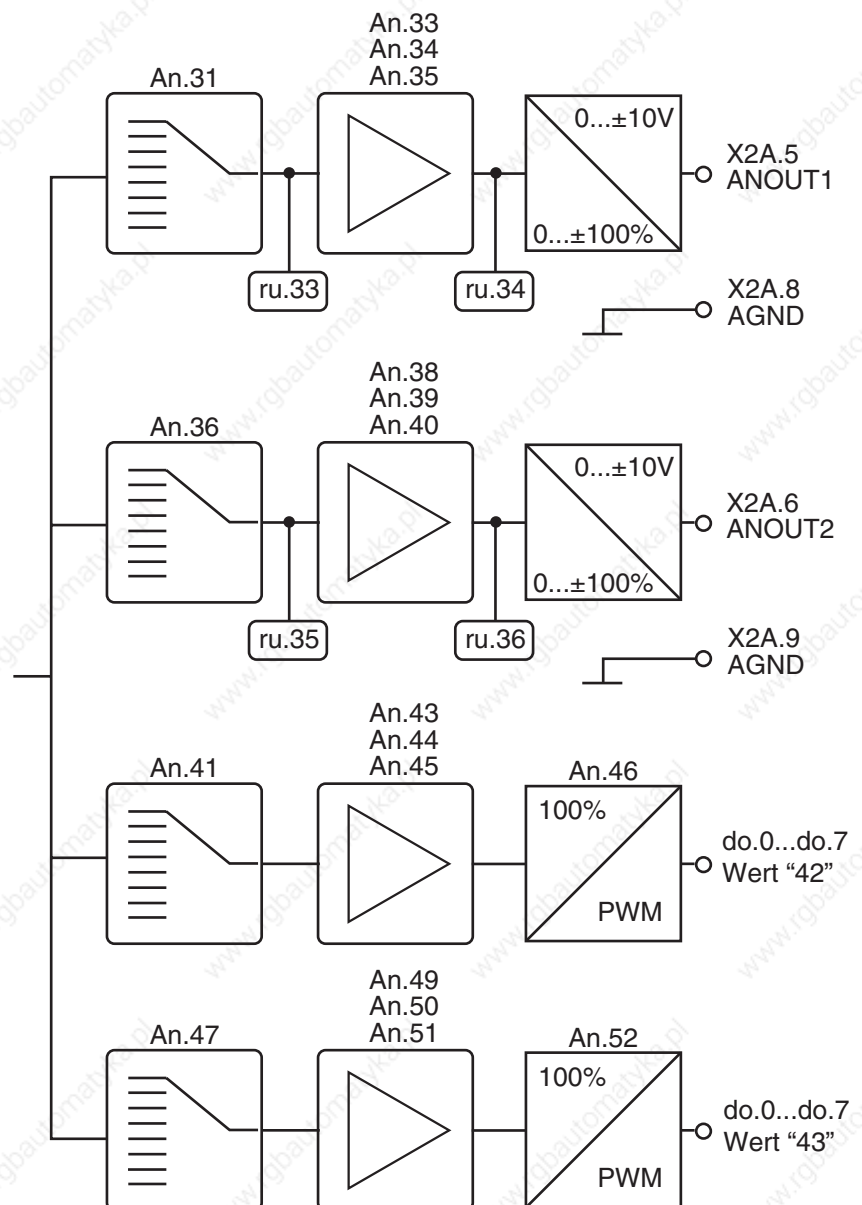 An.33
An.34
An.31 An.35
0...±10V
X2A.5
ANOUT1
0...±100%
ru.33 ru.34
X2A.8
AGND
An.38
An.39
An.36 An.40
0...±10V
X2A.6
ANOUT2
0...±100%
ru.35 ru.36
X2A.9
AGND
An.43
An.44
An.41 An.45 An.46
100%
do.0...do.7
Wert “42”
PWM
An.49
An.50
An.47 An.51 An.52
100%
do.0...do.7
Wert “43”
PWM
www.rgbautomatyka.pl